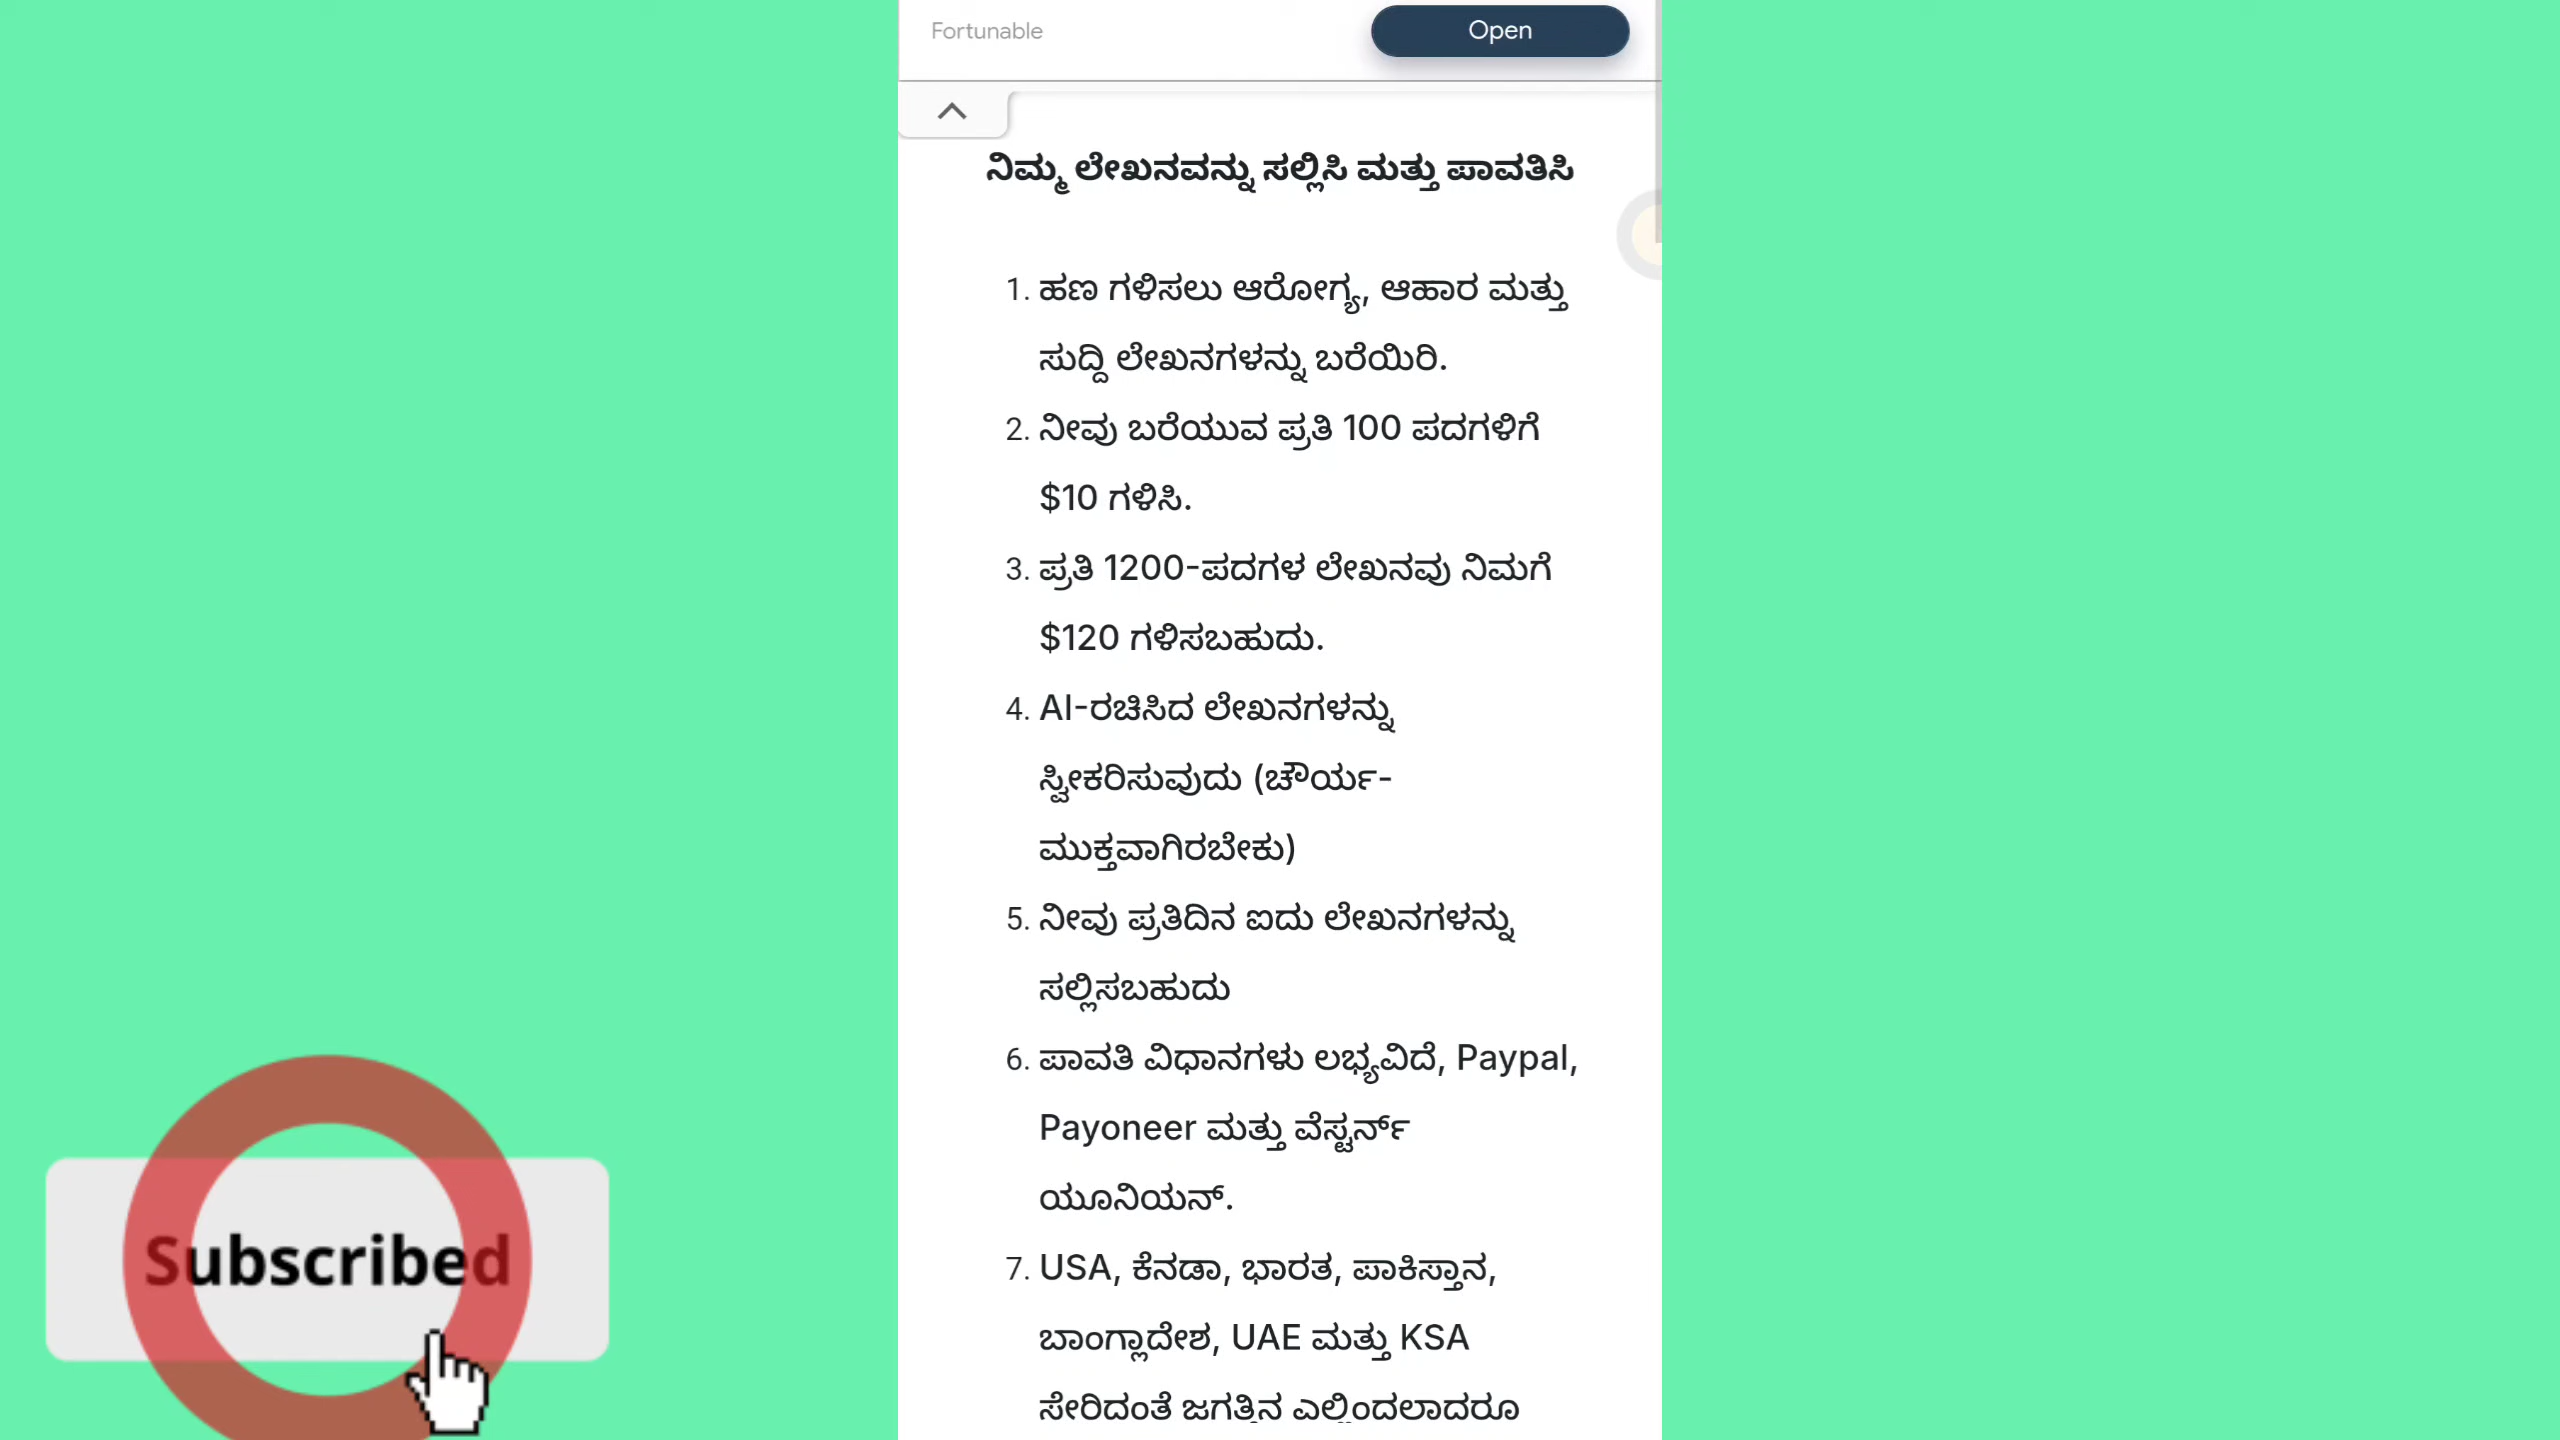 Fortunable
Open
ನಿಮ್ಮ ಲೇಖನವನ್ನು ಸಲ್ಲಿಸಿ ಮತ್ತು ಪಾವತಿಸಿ
1. ಹಣ ಗಳಿಸಲು ಆರೋಗ್ಯ, ಆಹಾರ ಮತ್ತು
ಸುದ್ದಿ ಲೇಖನಗಳನ್ನು ಬರೆಯಿರಿ.
2. ನೀವು ಬರೆಯುವ ಪ್ರತಿ 100 ಪದಗಳಿಗೆ
$10 ಗಳಿಸಿ.
3. ಪ್ರತಿ 1200-ಪದಗಳ ಲೇಖನವು ನಿಮಗೆ
$120 ಗಳಿಸಬಹುದು.
4. AI-ರಚಿಸಿದ ಲೇಖನಗಳನ್ನು
ಸ್ವೀಕರಿಸುವುದು (ಚೌರ್ಯ-
ಮುಕ್ತವಾಗಿರಬೇಕು)
5. ನೀವು ಪ್ರತಿದಿನ ಐದು ಲೇಖನಗಳನ್ನು
ಸಲ್ಲಿಸಬಹುದು
6. ಪಾವತಿ ವಿಧಾನಗಳು ಲಭ್ಯವಿದೆ, Paypal,
Payoneer ಮತ್ತು ವೆಸ್ಟರ್ನ್
ಯೂನಿಯನ್.
7. USA, ಕೆನಡಾ, ಭಾರತ, ಪಾಕಿಸ್ತಾನ,
ಬಾಂಗ್ಲಾದೇಶ, UAE ಮತ್ತು KSA
ಸೇರಿದಂತೆ ಜಗತ್ತಿನ ಎಲ್ಲಿಂದಲಾದರೂ
Subscribed